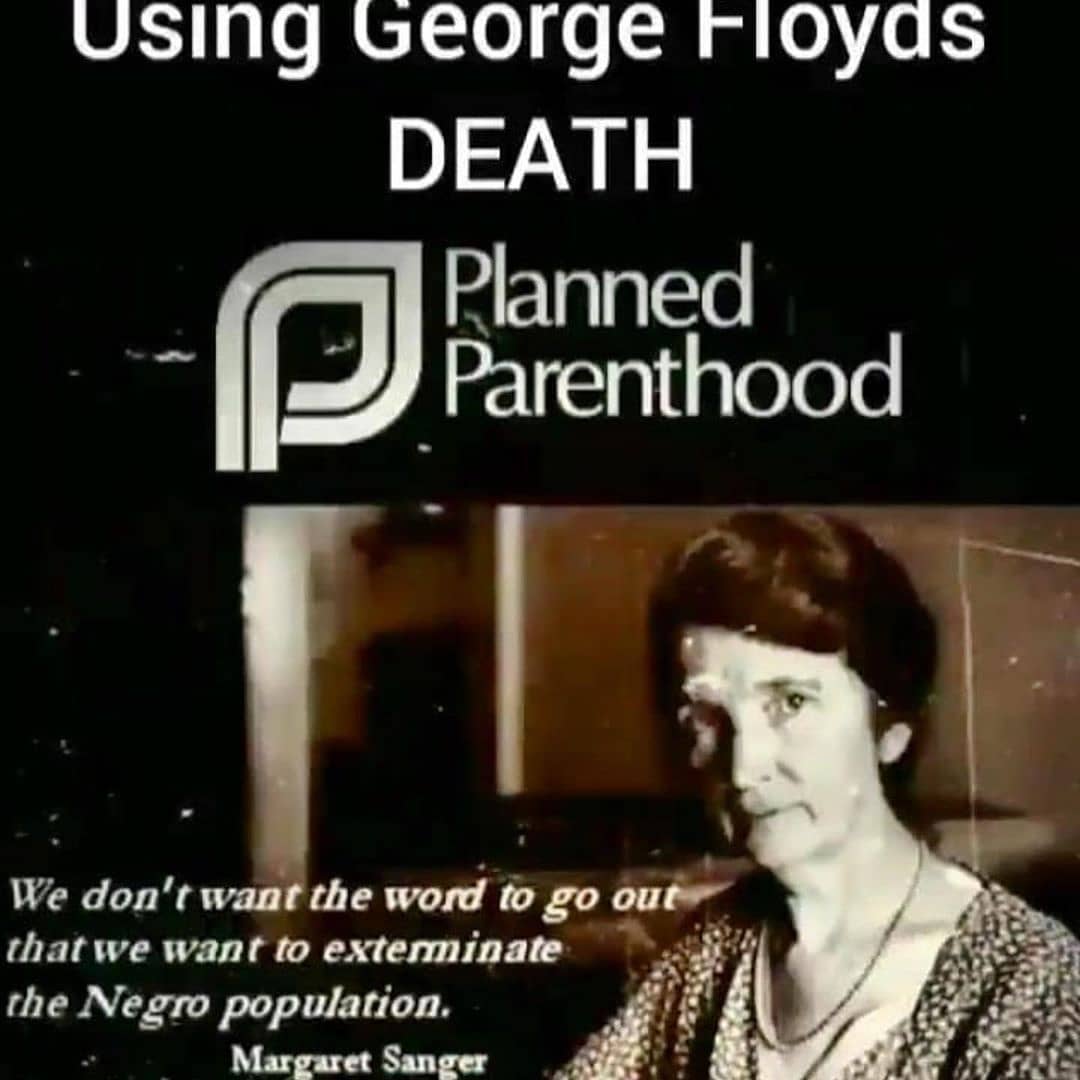 Using George Floyds
DEATH
Planned
Parenthood
We don't want the word to go out
that we want to exterminate
the Negro population.
Margaret Sanger